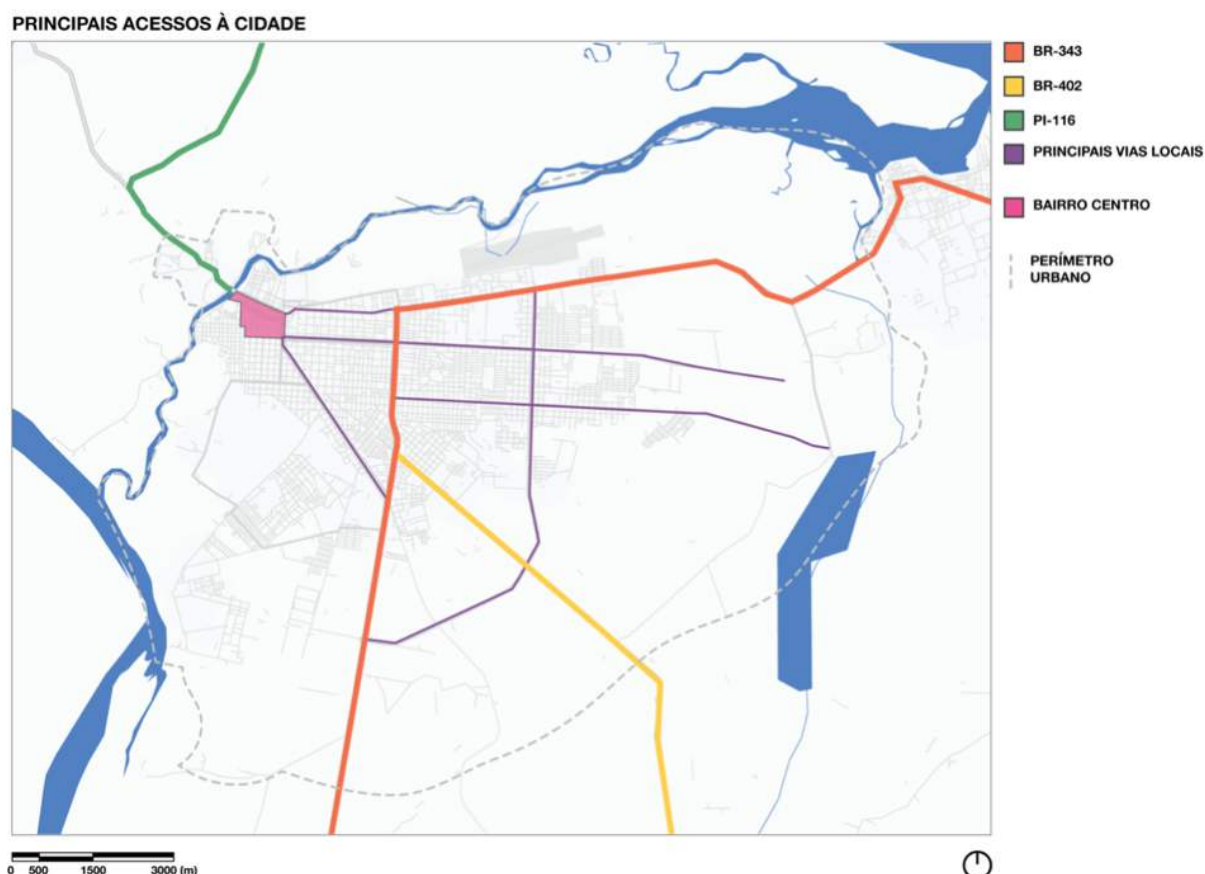 PRINCIPAIS ACESSOS À CIDADE
BR-343
BR-402
PI-116
PRINCIPAIS VIAS LOCAIS
BAIRRO CENTRO
PERÍMETRO
URBANO
0 500 1500 3000 (m)